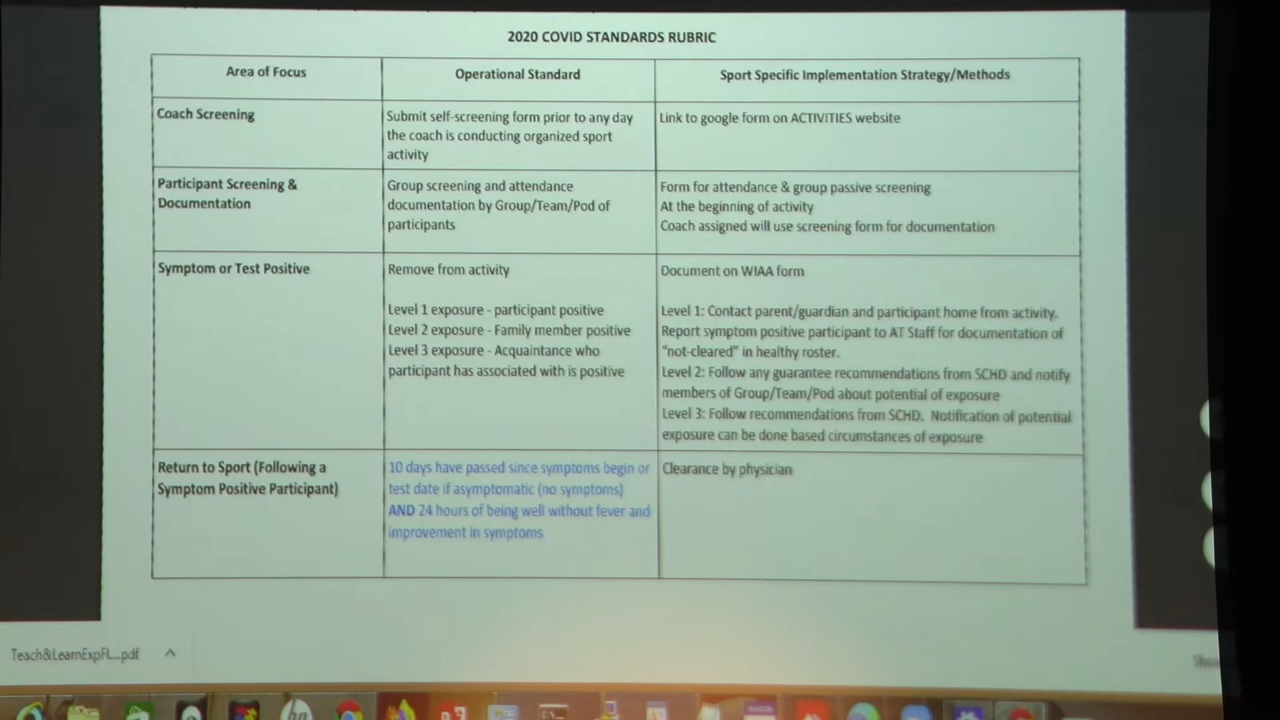 2020 COVID STANDARDS RUBRIC
Area of Focus
Operational Standard
Sport Specific Implementation Strategy/Methods
Coach Screening
Submit self-screening form prior to any day
the coach is conducting organized sport
activity
Link to google form on ACTIVITIES website
Participant Screening &
Documentation
Group screening and attendance
documentation by Group/Team/Pod of
participants
Form for attendance & group passive screening
At the beginning of activity
Coach assigned will use screening form for documentation
Symptom or Test Positive
Remove from activity
Level 1 exposure - participant positive
Level 2 exposure - Family member positive
Level 3 exposure - Acquaintance who
participant has associated with is positive
Document on WIAA form
Level 1: Contact parent/guardian and participant home from activity.
Report symptom positive participant to AT Staff for documentation of
"not-cleared" in healthy roster.
Level 2: Follow any guarantee recommendations from SCHD and notify
members of Group/Team/Pod about potential of exposure
Level 3: Follow recommendations from SCHD. Notification of potential
exposure can be done based circumstances of exposure
Return to Sport (Following a
Symptom Positive Participant)
10 days have passed since symptoms begin or
test date if asymptomatic (no symptoms)
AND 24 hours of being well without fever and
improvement in symptoms
Clearance by physician
Teach&LearnExpFl....pdf
hp